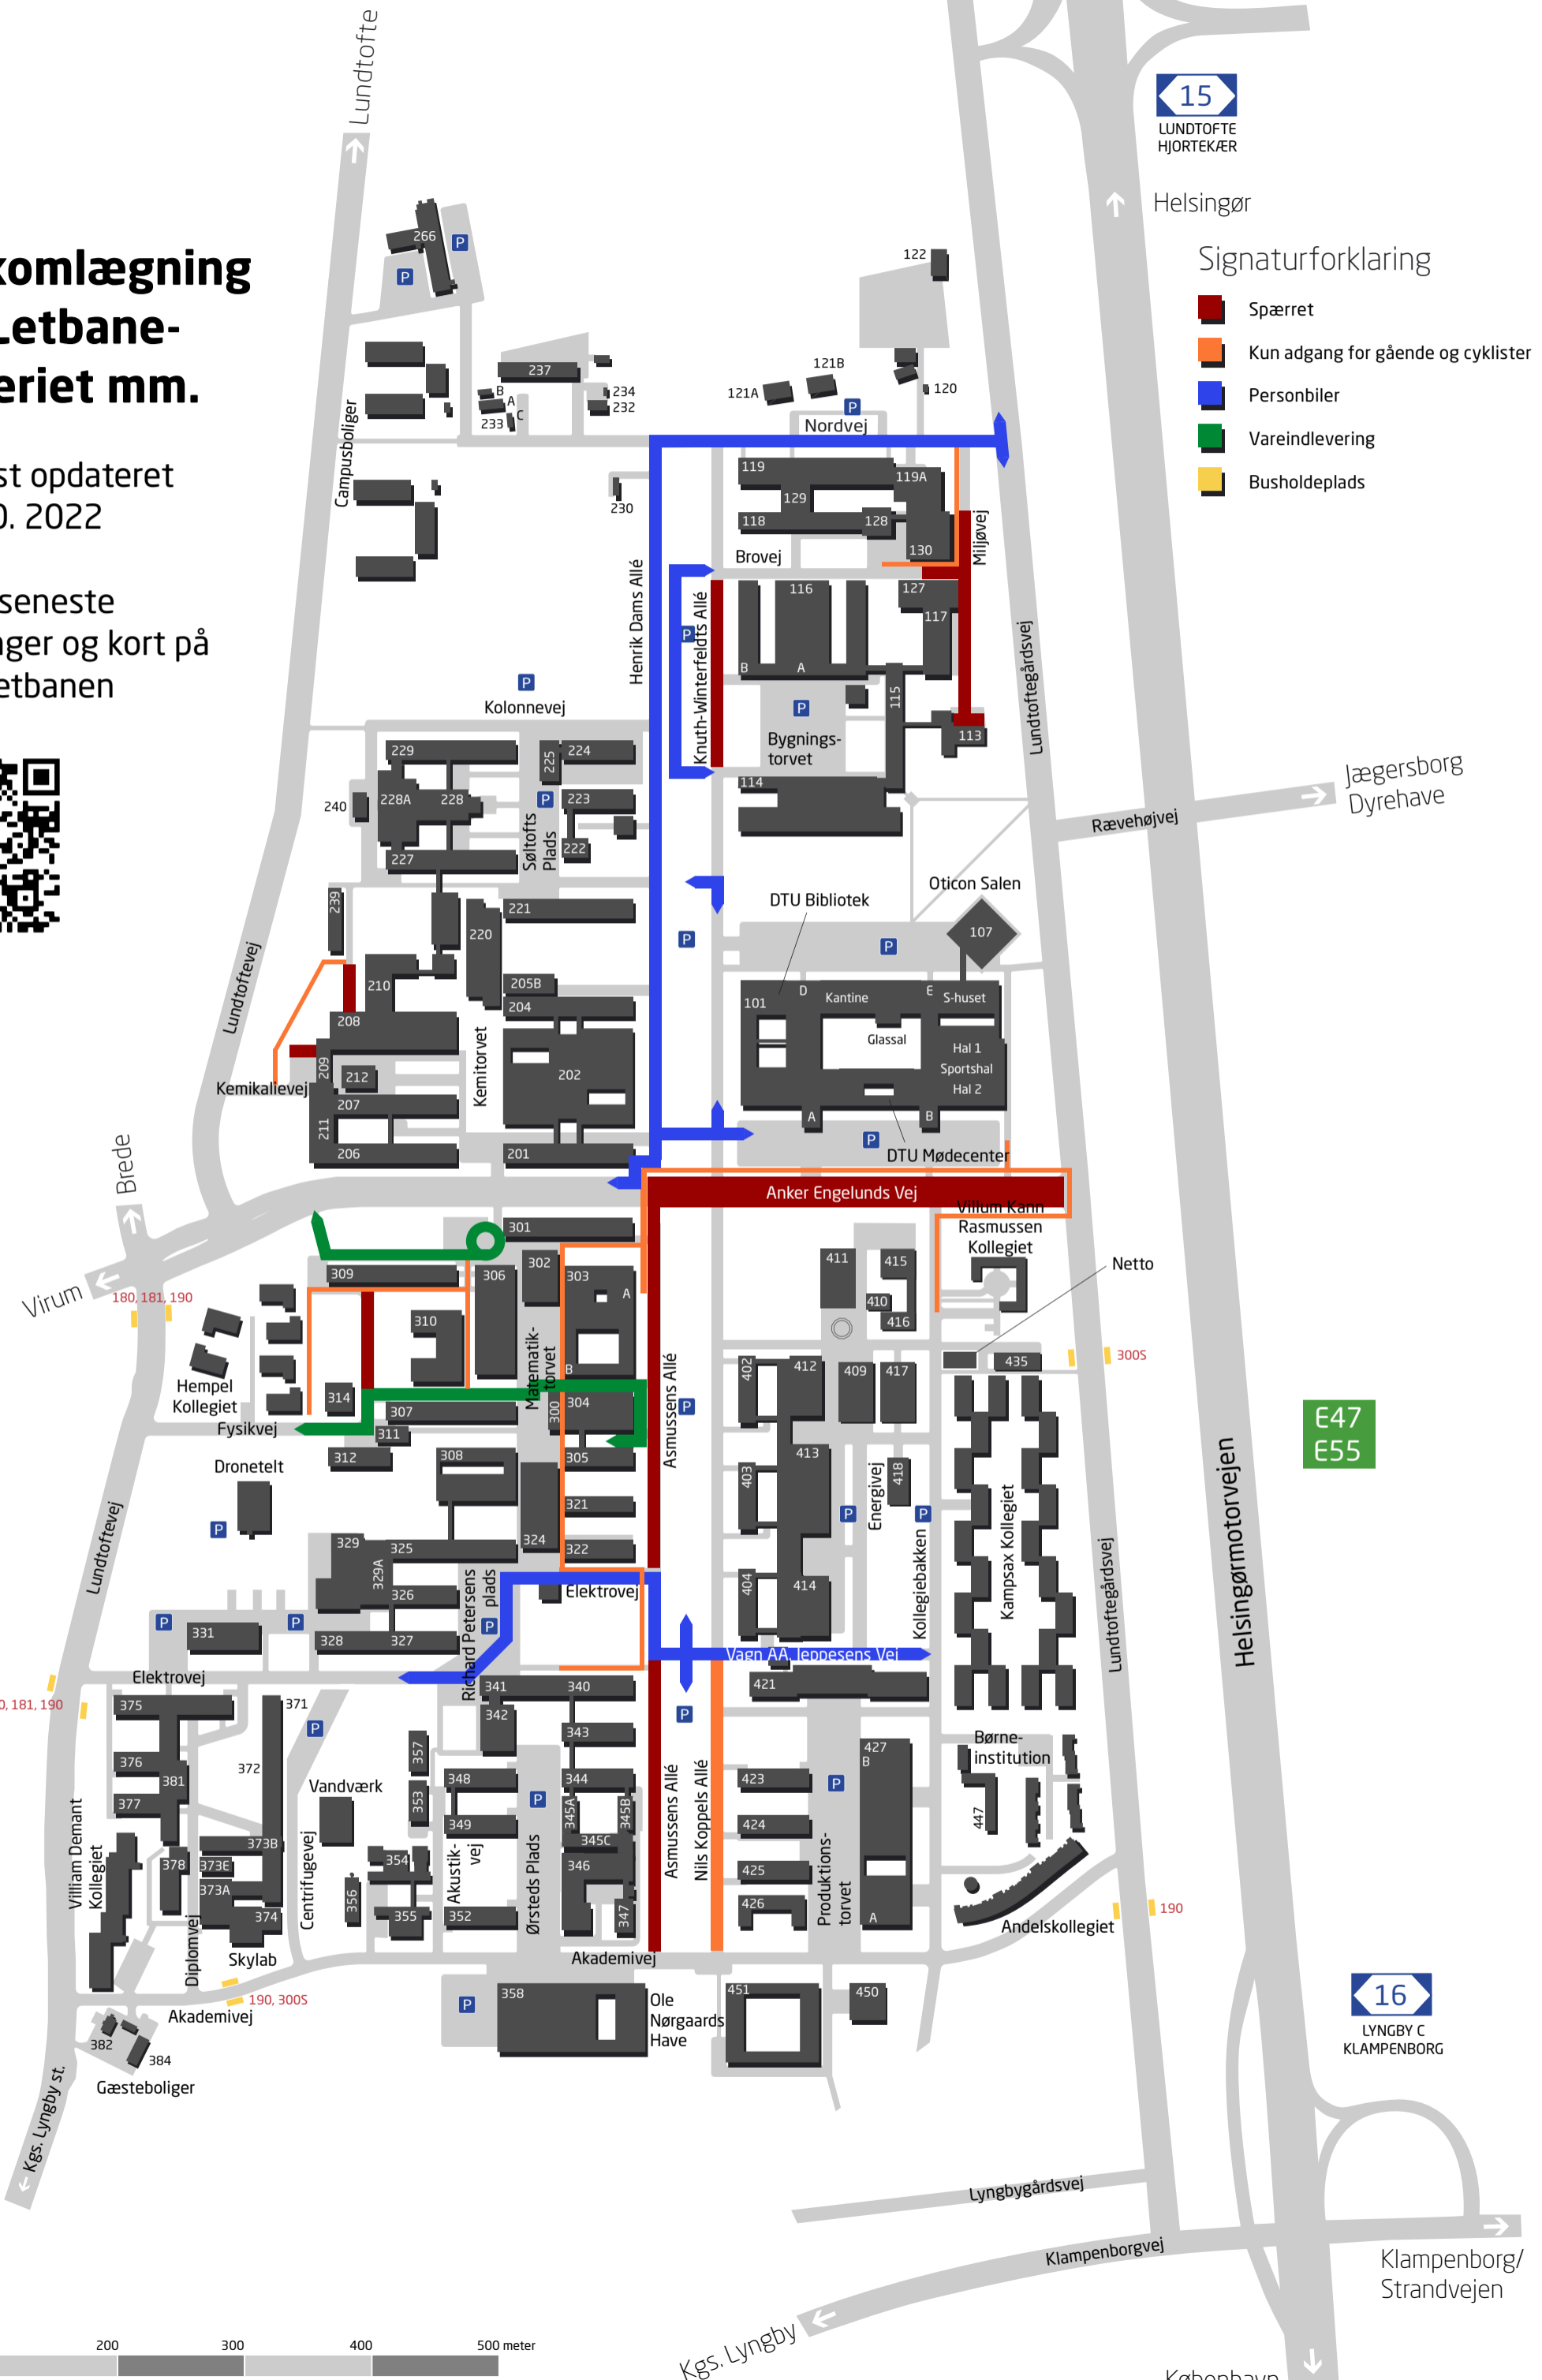 Lundtofte
15
LUNDTOFTE
HJORTEKÆR
Helsingør
komlægning
Letbane-
eriet mm.
st opdateret
0. 2022
seneste
ger og kort på
etbanen
Signaturforklaring
Spærret
Kun adgang for gående og cyklister
Personbiler
Vareindlevering
Busholdeplads
266
P
P
122
237
B
A
C
233
234
232
121A
121B
120
P
Nordvej
Campusboliger
230
119
119A
129
118
128
130
Miljøvej
Brovej
Henrik Dams Allé
P
Knuth-Winterfeldts Allé
116
127
117
B
A
115
P
Bygnings-
torvet
113
114
Lundtoftegårdsvej
P
Kolonnevej
229
225
224
240
228A
228
P
223
Søltofts
Plads
222
227
Rævehøjvej
Jægersborg
Dyrehave
239
221
220
DTU Bibliotek
Oticon Salen
107
P
P
210
205B
204
208
Lundtoftevej
101
D
Kantine
E
S-huset
Glassal
Hal 1
Sportshal
Hal 2
209
212
Kemikalievej
Kemitorvet
202
207
211
206
201
A
B
P
DTU Mødecenter
Brede
Virum
Anker Engelunds Vej
Villum Kann
Rasmussen
Kollegiet
301
302
303
A
B
309
306
310
180, 181, 190
Hempel
Kollegiet
314
Matematik-
torvet
300
304
307
311
Fysikvej
312
308
305
Dronetelt
P
321
324
322
Asmussens Allé
P
411
415
410
416
Netto
435
300S
402
412
409
417
413
403
418
Energivej
P
P
404
414
Kollegiebakken
Kampsax Kollegiet
Lundtoftegårdsvej
Helsingørmotorvejen
E47
E55
Lundtoftevej
329
329A
325
326
328
327
P
P
331
Richard Petersens
plads
P
Elektrovej
Elektrovej
Vagn AA. Jeppesens Vej
0, 181, 190
375
376
381
377
371
P
372
Vandværk
341
340
342
343
357
353
348
349
344
345A
345B
345C
346
347
P
P
421
423
424
425
426
P
427
B
A
Børne-
institution
447
Villiam Demant
Kollegiet
378
373B
373E
373A
374
Diplomvej
Skylab
Centrifugevej
354
356
355
Akustik-
vej
352
Ørsteds Plads
Asmussens Allé
Nils Koppels Allé
Produktions-
torvet
Andelskollegiet
190
Akademivej
190, 300S
Akademivej
P
358
Ole
Nørgaards
Have
451
450
382
384
Gæsteboliger
Kgs. Lyngby st.
16
LYNGBY C
KLAMPENBORG
Lyngbygårdsvej
Klampenborgvej
Klampenborg/
Strandvejen
Kgs. Lyngby
200
300
400
500 meter